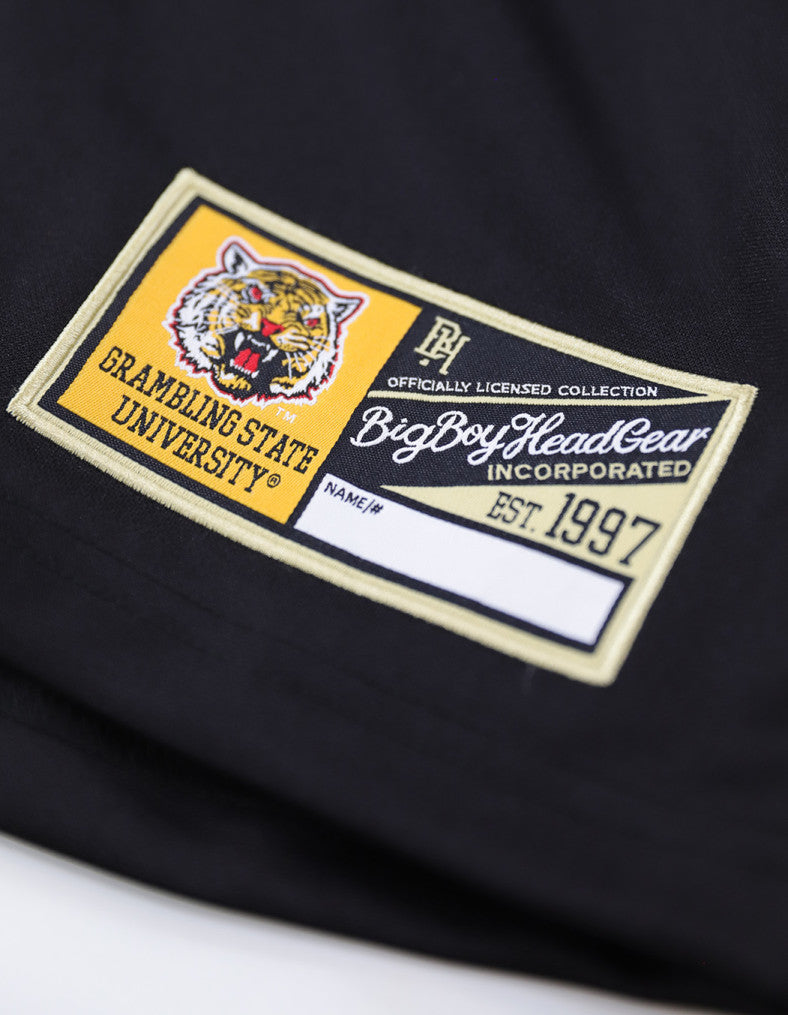 GRAMBLING STATE
UNIVERSITY®
TM
BH
OFFICIALLY LICENSED COLLECTION
BigBoyHeadGear
INCORPORATED
EST. 1997
NAME/#